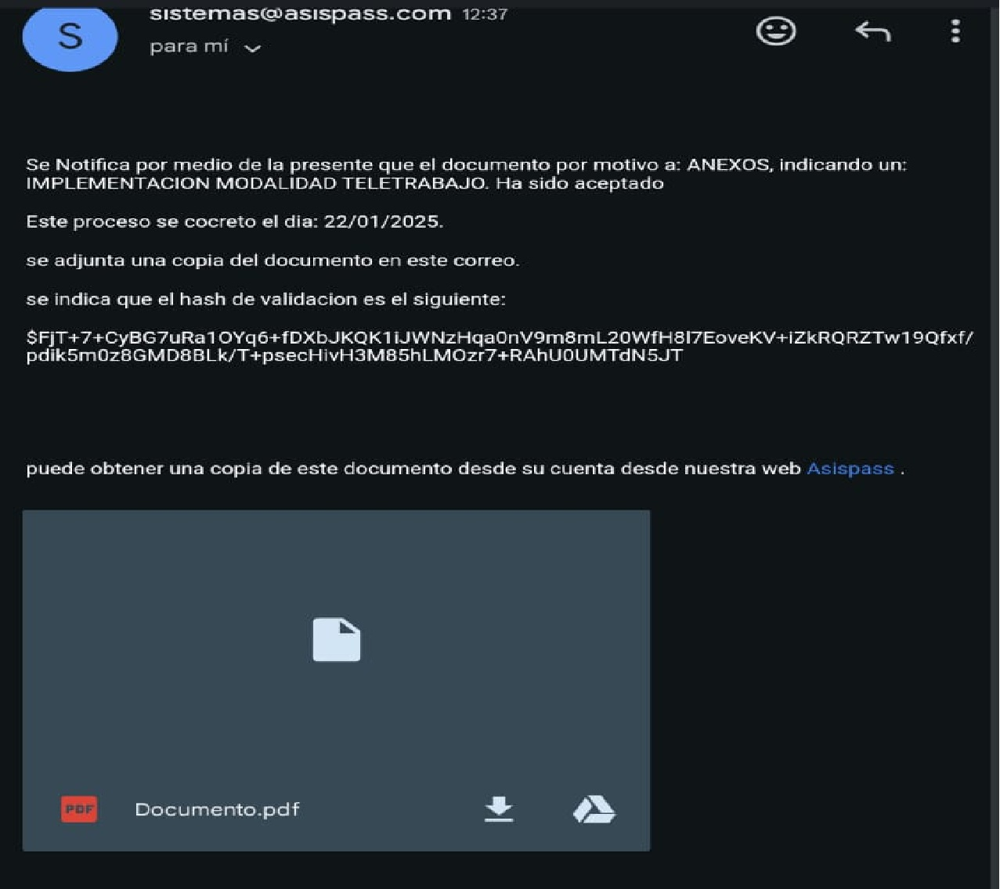 sistemas@asispass.com 12:37
S
para mí
Se Notifica por medio de la presente que el documento por motivo a: ANEXOS, indicando un:
IMPLEMENTACION MODALIDAD TELETRABAJO. Ha sido aceptado
Este proceso se cocreto el dia: 22/01/2025.
se adjunta una copia del documento en este correo.
se indica que el hash de validacion es el siguiente:
$FjT+7+CyBG7uRa1OYq6+fDXbJKQK1iJWNzHqa0nV9m8mL20WfH8l7EoveKV+iZkRQRZTw19Qfxf/
pdik5m0z8GMD8BLk/T+psecHivH3M85hLMOzr7+RAhU0UMTdN5JT
puede obtener una copia de este documento desde su cuenta desde nuestra web Asispass .
PDF Documento.pdf